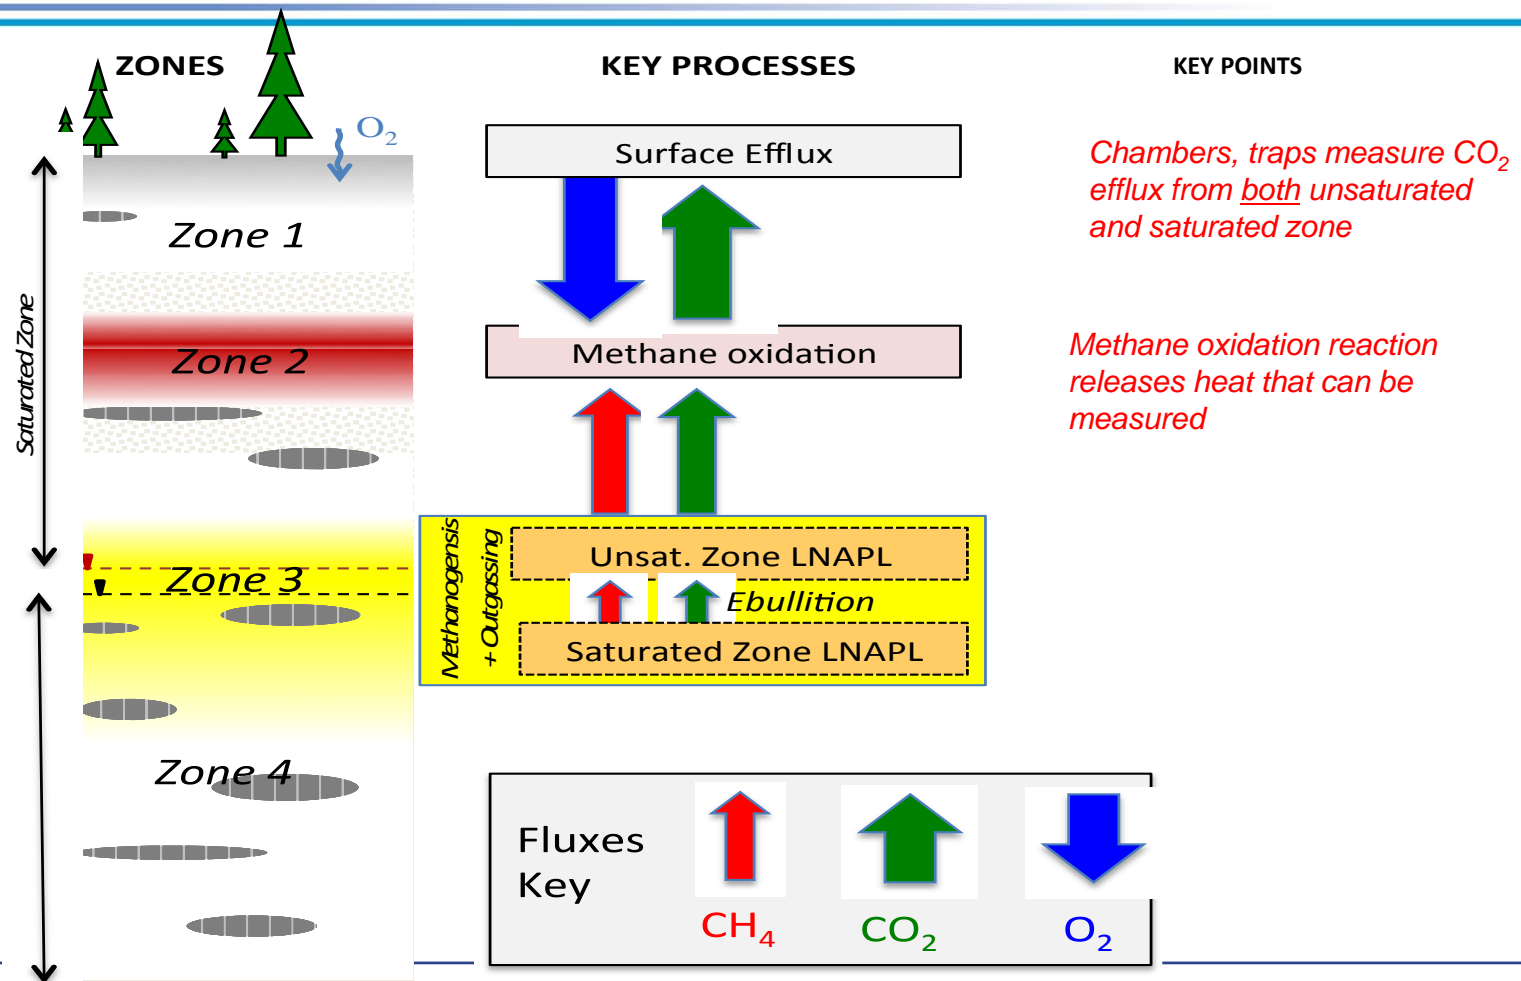 ZONES
KEY PROCESSES
KEY POINTS
O₂
Saturated Zone
Zone 1
Zone 2
Zone 3
Zone 4
Surface Efflux
Methane oxidation
Methanogensis
+ Outgassing
Unsat. Zone LNAPL
Ebullition
Saturated Zone LNAPL
Chambers, traps measure CO₂
efflux from both unsaturated
and saturated zone
Methane oxidation reaction
releases heat that can be
measured
Fluxes
Key
CH₄
CO₂
O₂